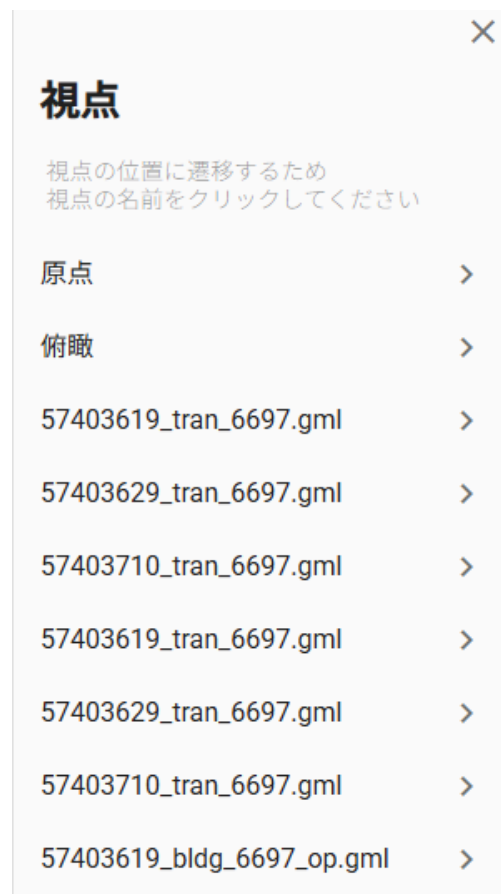 視点
視点の位置に遷移するため
視点の名前をクリックしてください
原点
俯瞰
57403619_tran_6697.gml
57403629_tran_6697.gml
57403710_tran_6697.gml
57403619_tran_6697.gml
57403629_tran_6697.gml
57403710_tran_6697.gml
57403619_bldg_6697_op.gml